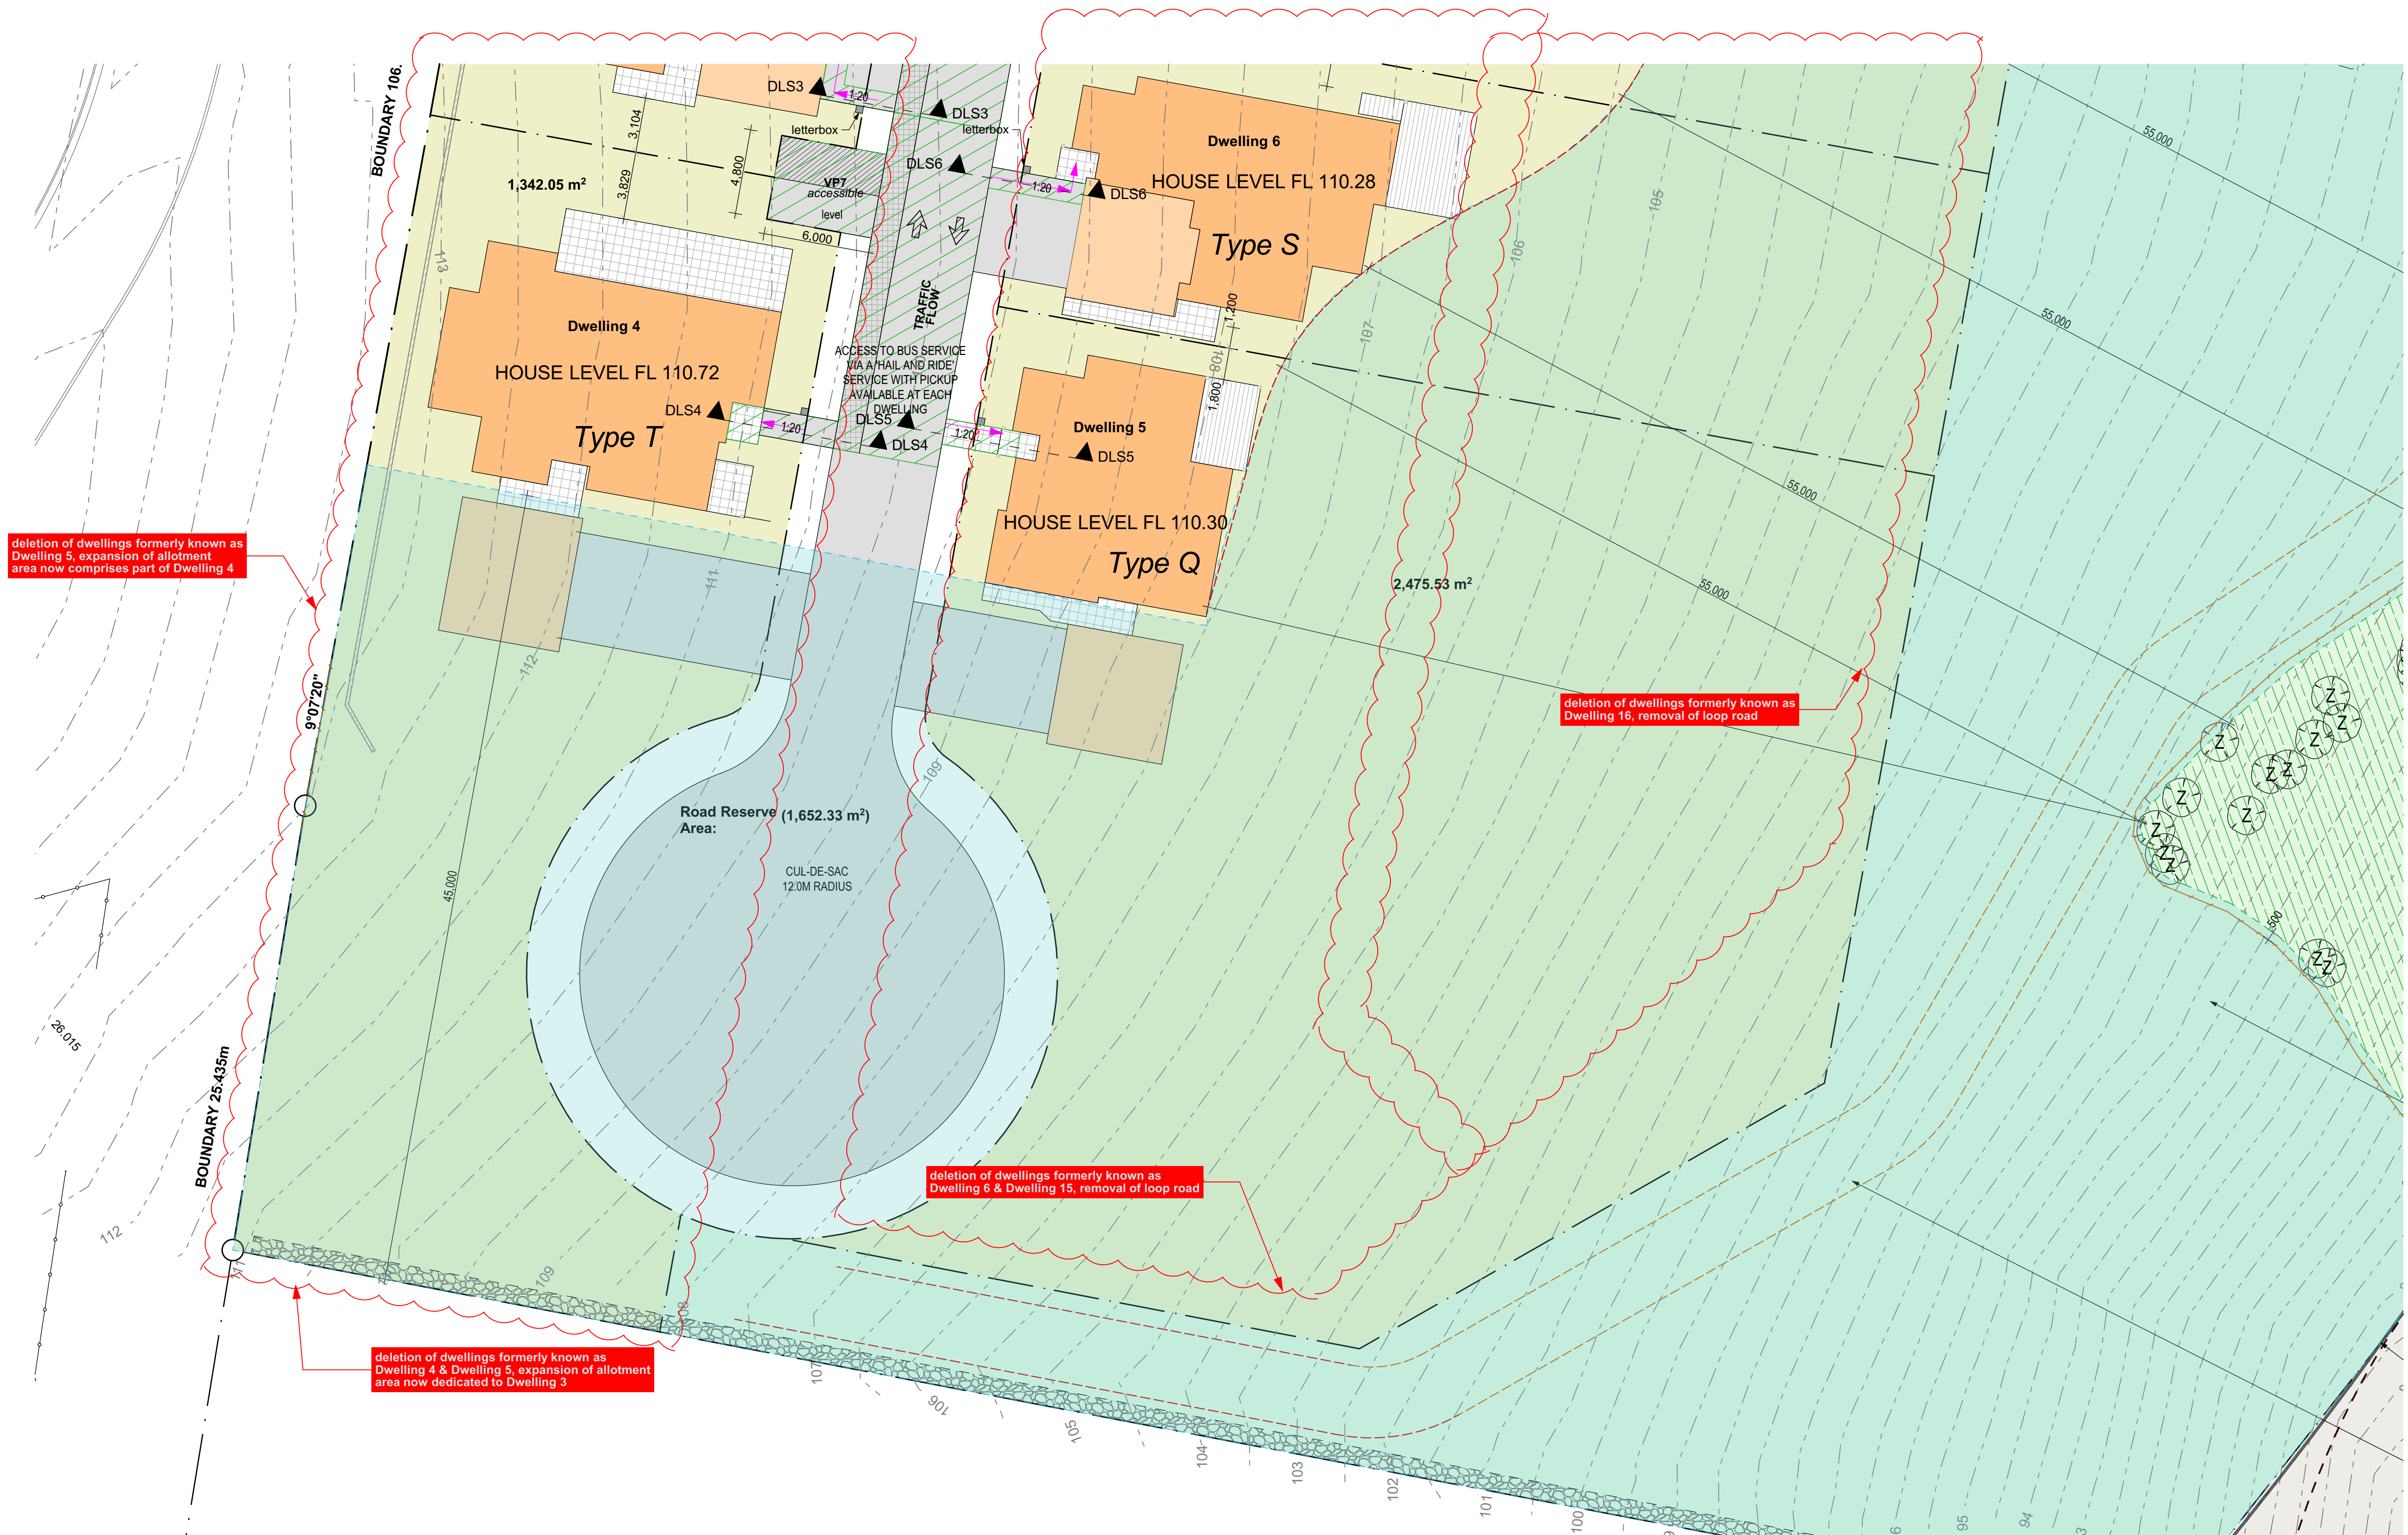 BOUNDARY 106.
3,104
3,829
4,800
1,342.05 m²
113
DLS3
1:20
DLS3
letterbox
letterbox
DLS6
VP7
accessible
level
6,000
1:20
DLS6
Dwelling 6
HOUSE LEVEL FL 110.28
Type S
1,200
105
106
107
108
55,000
55,000
55,000
55,000
TRAFFIC
FLOW
Dwelling 4
HOUSE LEVEL FL 110.72
Type T
DLS4
1:20
ACCESS TO BUS SERVICE
VIA A 'HAIL AND RIDE'
SERVICE WITH PICKUP
AVAILABLE AT EACH
DWELLING
DLS5
DLS4
1:20
DLS5
1,800
Dwelling 5
HOUSE LEVEL FL 110.30
Type Q
deletion of dwellings formerly known as
Dwelling 5, expansion of allotment
area now comprises part of Dwelling 4
111
112
2,475.53 m²
9°07'20"
deletion of dwellings formerly known as
Dwelling 16, removal of loop road
109
Road Reserve (1,652.33 m²)
Area:
CUL-DE-SAC
12.0M RADIUS
45,000
Z
Z
Z
Z
Z
Z
Z
Z
Z
Z
Z
Z
Z
500
26.015
BOUNDARY 25.435m
112
deletion of dwellings formerly known as
Dwelling 6 & Dwelling 15, removal of loop road
109
108
deletion of dwellings formerly known as
Dwelling 4 & Dwelling 5, expansion of allotment
area now dedicated to Dwelling 3
107
106
105
104
103
102
101
100
95
94